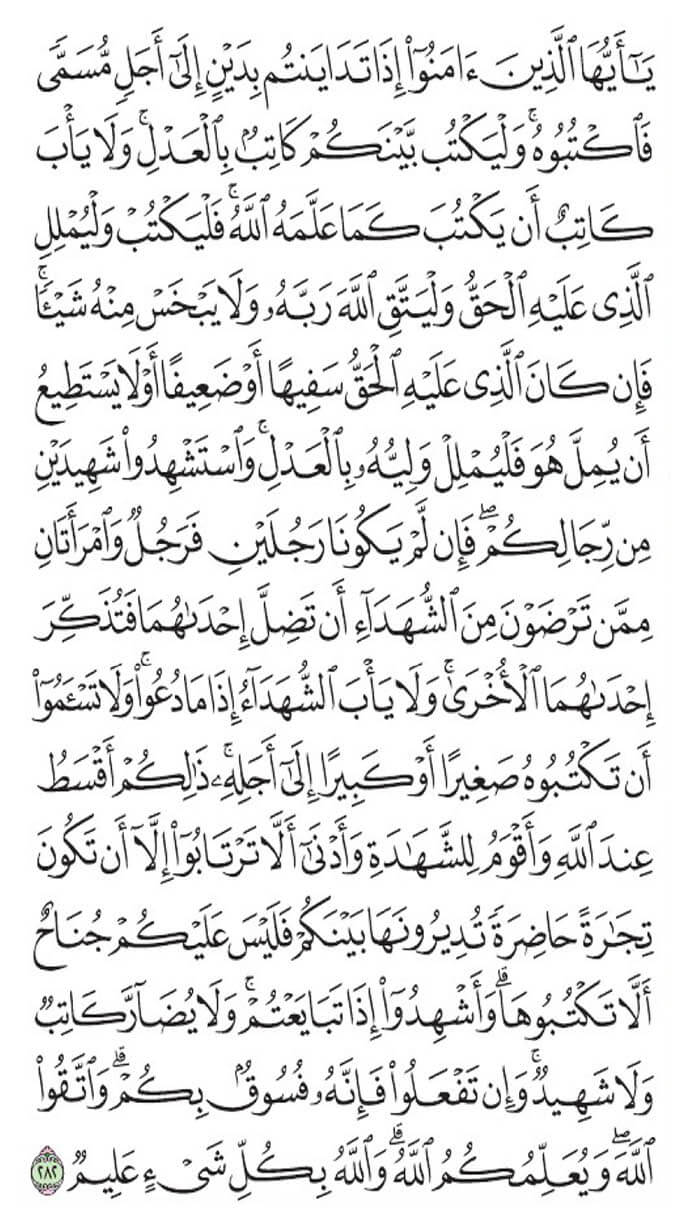 يَـٰٓأَيُّهَا ٱلَّذِينَ ءَامَنُوٓا۟ إِذَا تَدَايَنتُم بِدَيْنٍ إِلَىٰٓ أَجَلٍ مُّسَمًّى
فَٱكْتُبُوهُ ۚ وَلْيَكْتُب بَّيْنَكُمْ كَاتِبٌۢ بِٱلْعَدْلِ ۚ وَلَا يَأْبَ
كَاتِبٌ أَن يَكْتُبَ كَمَا عَلَّمَهُ ٱللَّهُ ۚ فَلْيَكْتُبْ وَلْيُمْلِلِ
ٱلَّذِى عَلَيْهِ ٱلْحَقُّ وَلْيَتَّقِ ٱللَّهَ رَبَّهُۥ وَلَا يَبْخَسْ مِنْهُ شَيْـًٔا ۚ
فَإِن كَانَ ٱلَّذِى عَلَيْهِ ٱلْحَقُّ سَفِيهًا أَوْ ضَعِيفًا أَوْ لَا يَسْتَطِيعُ
أَن يُمِلَّ هُوَ فَلْيُمْلِلْ وَلِيُّهُۥ بِٱلْعَدْلِ ۚ وَٱسْتَشْهِدُوا۟ شَهِيدَيْنِ
مِن رِّجَالِكُمْ ۖ فَإِن لَّمْ يَكُونَا رَجُلَيْنِ فَرَجُلٌ وَٱمْرَأَتَانِ
مِمَّن تَرْضَوْنَ مِنَ ٱلشُّهَدَآءِ أَن تَضِلَّ إِحْدَىٰهُمَا فَتُذَكِّرَ
إِحْدَىٰهُمَا ٱلْأُخْرَىٰ ۚ وَلَا يَأْبَ ٱلشُّهَدَآءُ إِذَا مَا دُعُوا۟ ۚ وَلَا تَسْـَٔمُوٓا۟
أَن تَكْتُبُوهُ صَغِيرًا أَوْ كَبِيرًا إِلَىٰٓ أَجَلِهِۦ ۚ ذَٰلِكُمْ أَقْسَطُ
عِندَ ٱللَّهِ وَأَقْوَمُ لِلشَّهَـٰدَةِ وَأَدْنَىٰٓ أَلَّا تَرْتَابُوٓا۟ ۖ إِلَّآ أَن تَكُونَ
تِجَـٰرَةً حَاضِرَةً تُدِيرُونَهَا بَيْنَكُمْ فَلَيْسَ عَلَيْكُمْ جُنَاحٌ
أَلَّا تَكْتُبُوهَا ۗ وَأَشْهِدُوٓا۟ إِذَا تَبَايَعْتُمْ ۚ وَلَا يُضَآرَّ كَاتِبٌ
وَلَا شَهِيدٌ ۚ وَإِن تَفْعَلُوا۟ فَإِنَّهُۥ فُسُوقٌۢ بِكُمْ ۗ وَٱتَّقُوا۟
ٱللَّهَ ۖ وَيُعَلِّمُكُمُ ٱللَّهُ ۗ وَٱللَّهُ بِكُلِّ شَىْءٍ عَلِيمٌ ٢٨٢